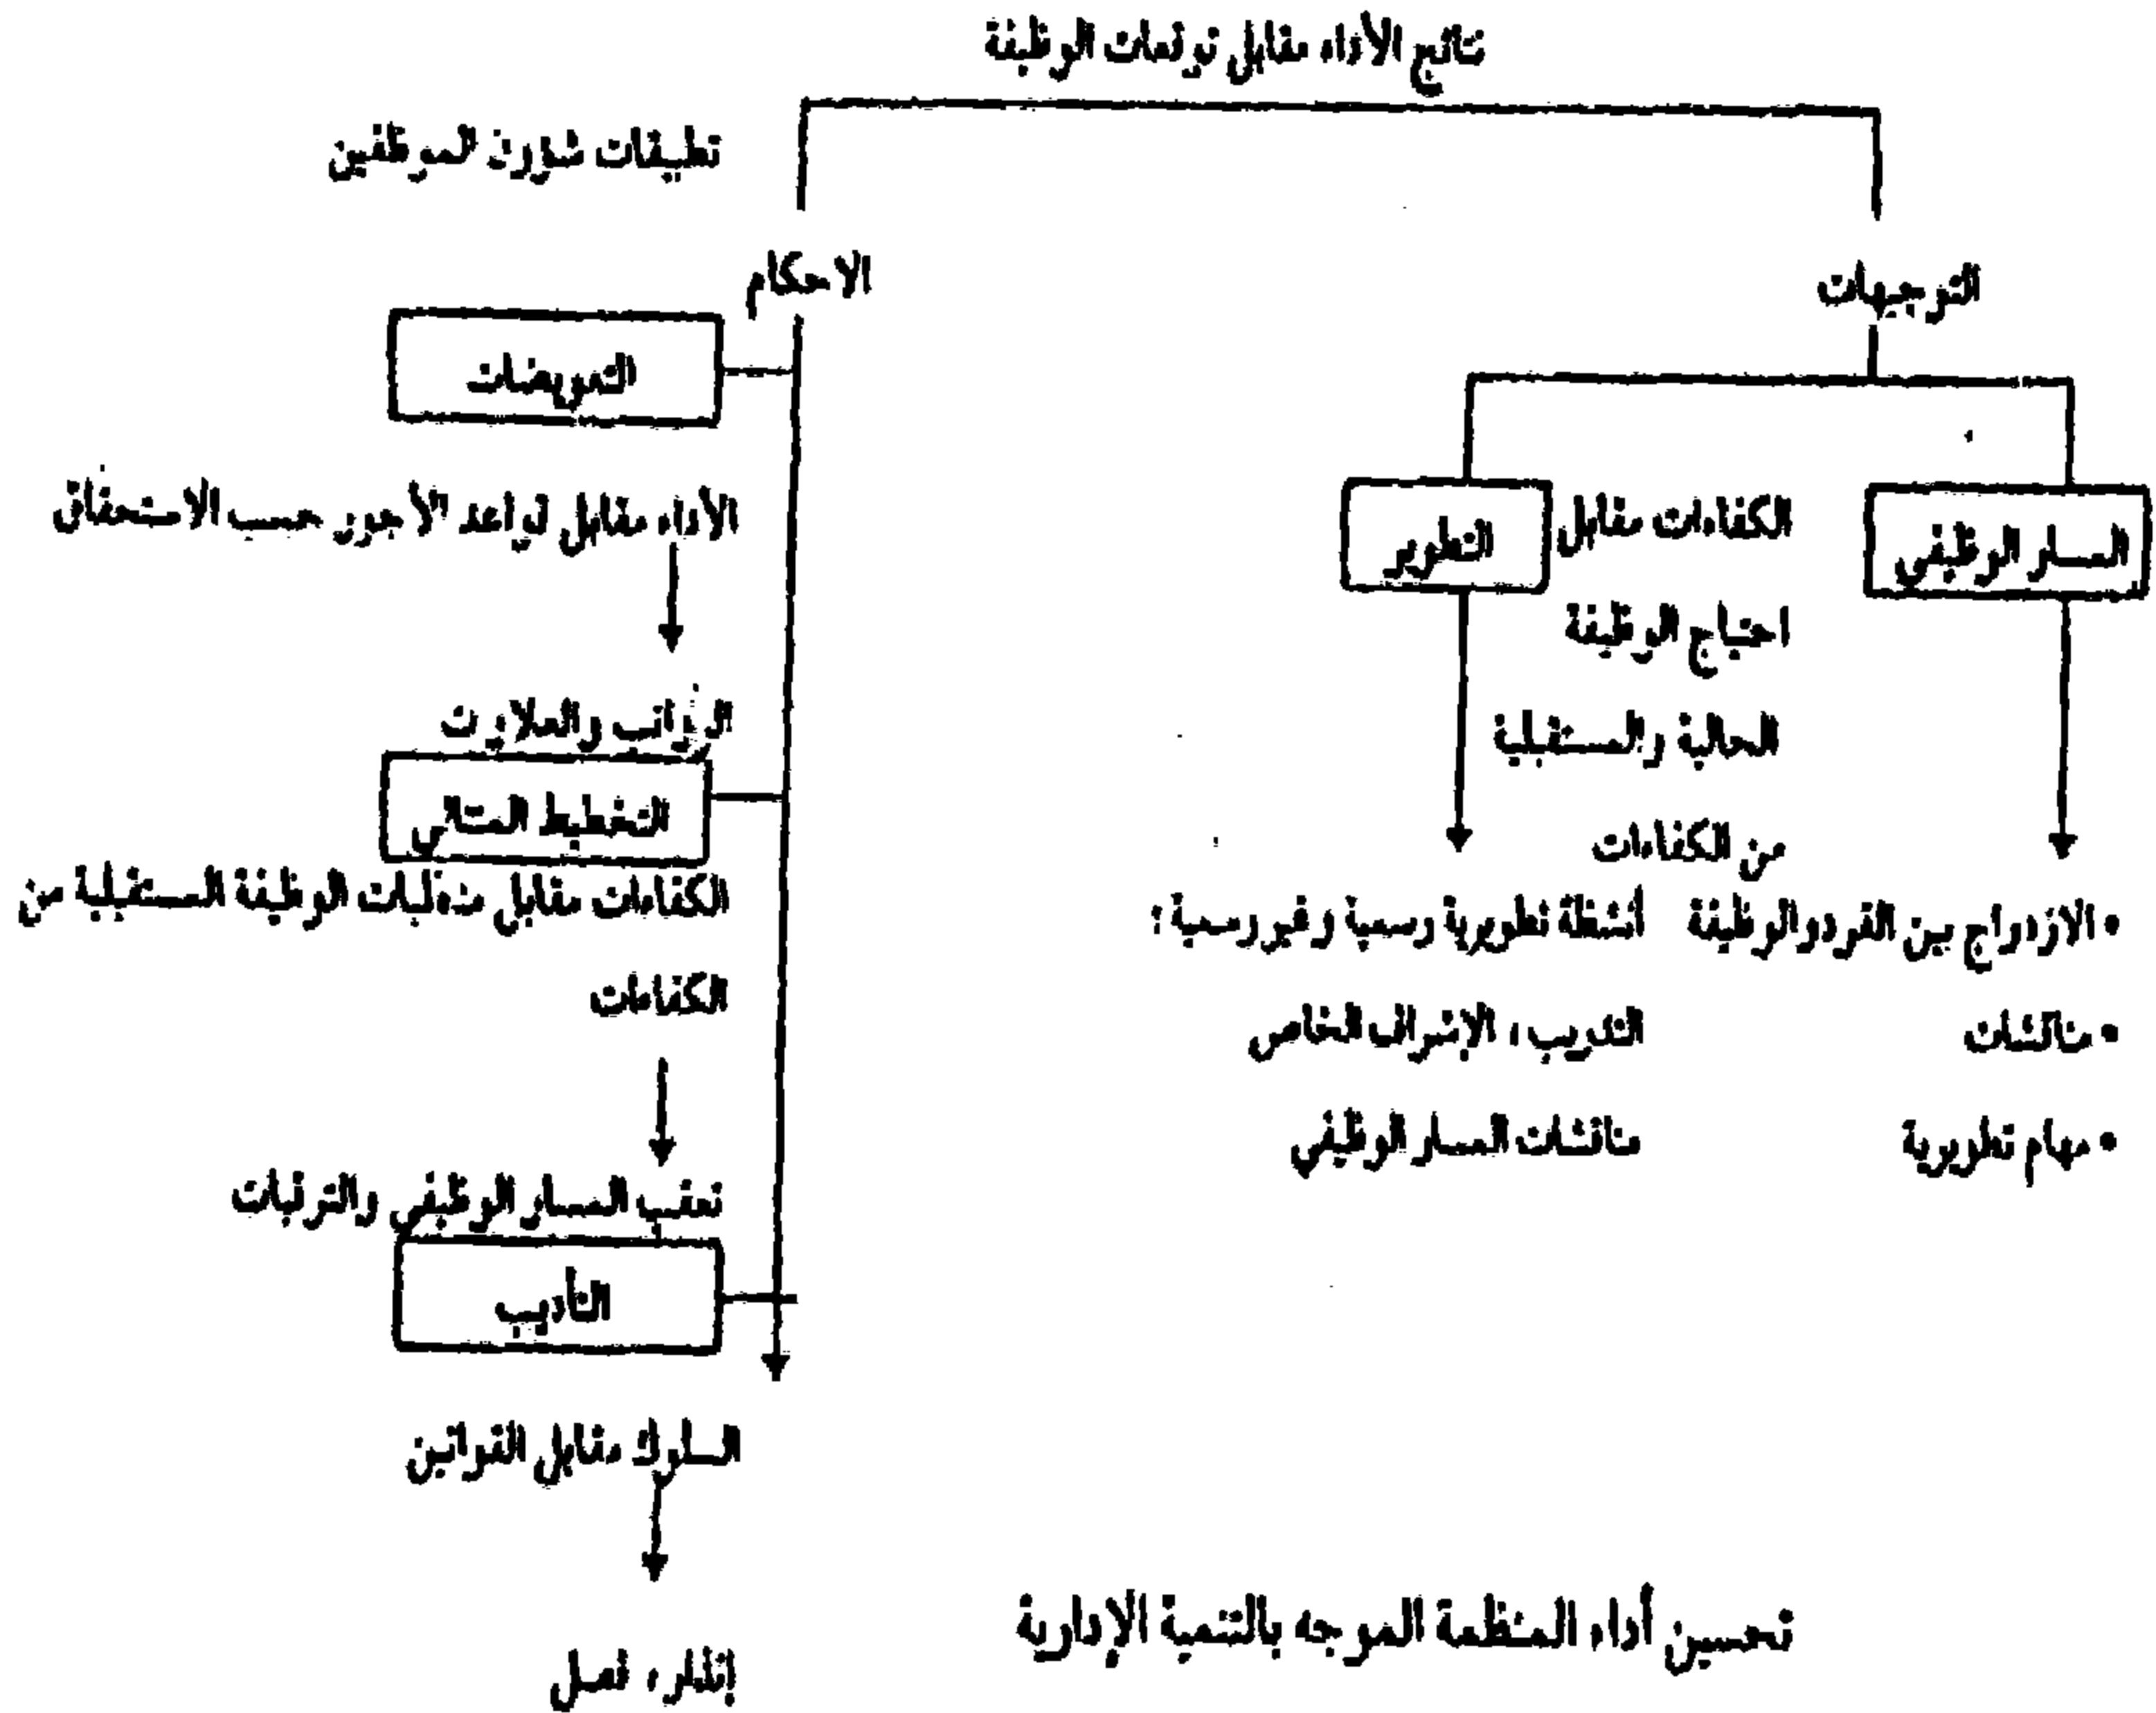 نتائج الأداء مقابل توقعات الوظيفة
تطبيقات شؤون الموظفين
الاحكام
التوجيهات
التعويضات
المسار الوظيفي
التطوير
الكفاءات مقابل
احتياج الوظيفة
الحالية والمستقبلية
من الكفاءات
الأداء مقابل قواعد الأجور حسب الاستحقاق
الرواتب والعلاوات
التخطيط المتتالي
الكفاءات مقابل متطلبات الوظيفة المستقبلية من
الكفاءات
• الازدواج بين الفرد والوظيفة
• مناقشات
• مهام تطويرية
أنشطة تطويرية رسمية وغير رسمية :
التدريب ، الإشراف الخاص
مناقشات المسار الوظيفي
تعقب المسار الوظيفي والترقيات
التأديب
السلوك مقابل القوانين
إنذار ، فصل
تحسين أداء المنظمة الموجه بالتنمية الإدارية